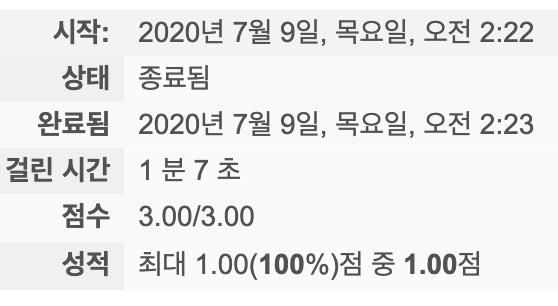 시작: 2020년 7월 9일, 목요일, 오전 2:22
상태 종료됨
완료됨 2020년 7월 9일, 목요일, 오전 2:23
걸린 시간 1 분 7 초
점수 3.00/3.00
성적 최대 1.00(100%)점 중 1.00점